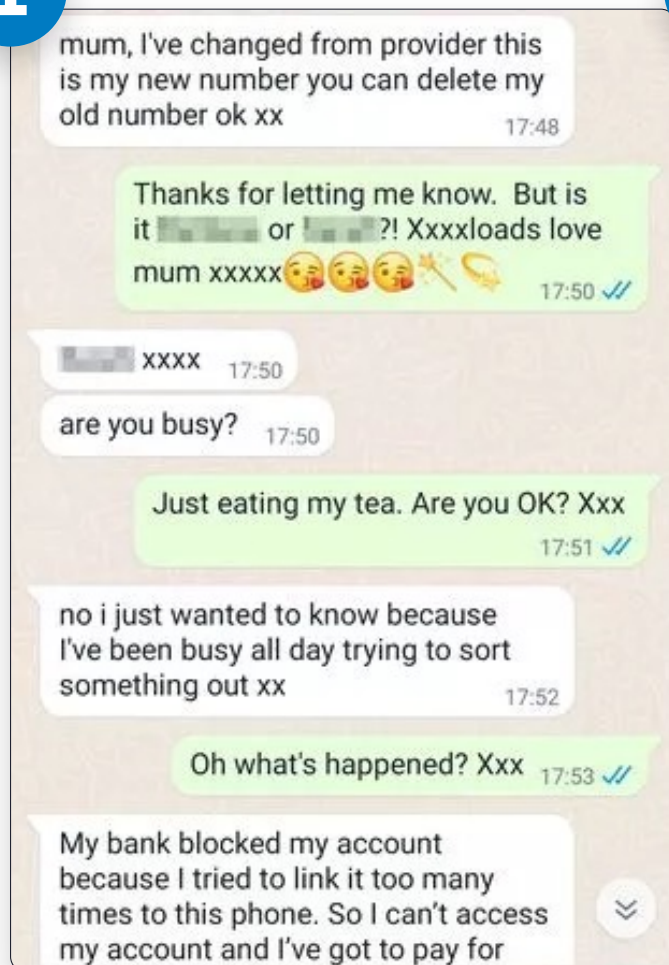 1
mum, I've changed from provider this
is my new number you can delete my
old number ok xx
17:48
Thanks for letting me know. But is
it or ?! Xxxxloads love
mum xxxxx😘😘😘🪄💫
17:50
xxxx 17:50
are you busy? 17:50
Just eating my tea. Are you OK? Xxx
17:51
no i just wanted to know because
I've been busy all day trying to sort
something out xx
17:52
Oh what's happened? Xxx 17:53
My bank blocked my account
because I tried to link it too many
times to this phone. So I can't access
my account and I've got to pay for